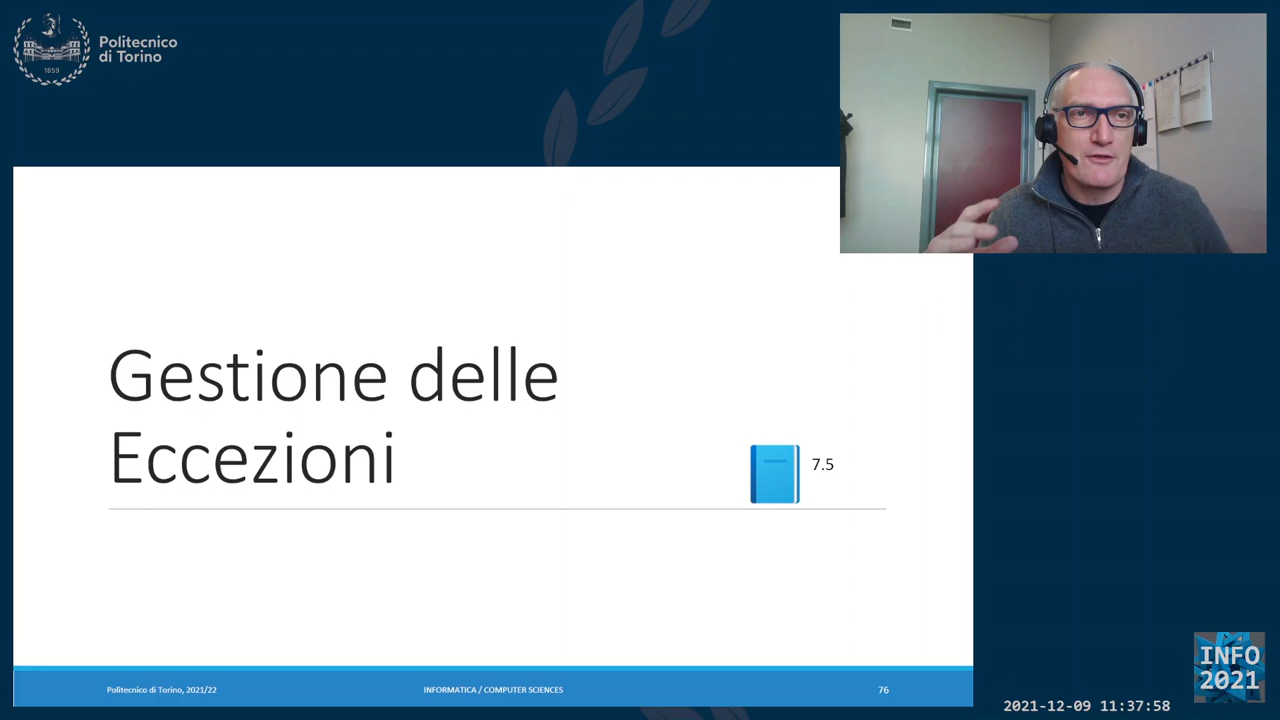 Politecnico
di Torino
1859
Gestione delle
Eccezioni
7.5
Politecnico di Torino, 2021/22
INFORMATICA / COMPUTER SCIENCES
76
INFO
2021
2021-12-09 11:37:58